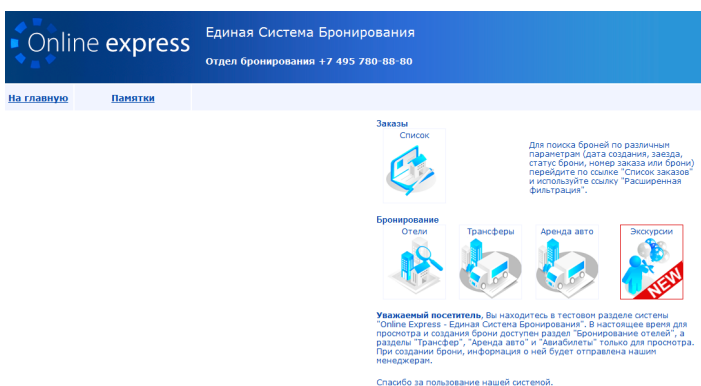 Online express
Единая Система Бронирования
Отдел бронирования +7 495 780-88-80
На главную Памятки
Заказы
Список
Для поиска броней по различным
параметрам (дата создания, заезда,
статус брони, номер заказа или брони)
перейдите по ссылке "Список заказов"
и используйте ссылку "Расширенная
фильтрация".
Бронирование
Отели Трансферы Аренда авто Экскурсии
NEW
Уважаемый посетитель, Вы находитесь в тестовом разделе системы
"Online Express - Единая Система Бронирования". В настоящее время для
просмотра и создания брони доступен раздел "Бронирование отелей", а
разделы "Трансфер", "Аренда авто" и "Авиабилеты" только для просмотра.
При создании брони, информация о ней будет отправлена нашим
менеджерам.
Спасибо за пользование нашей системой.